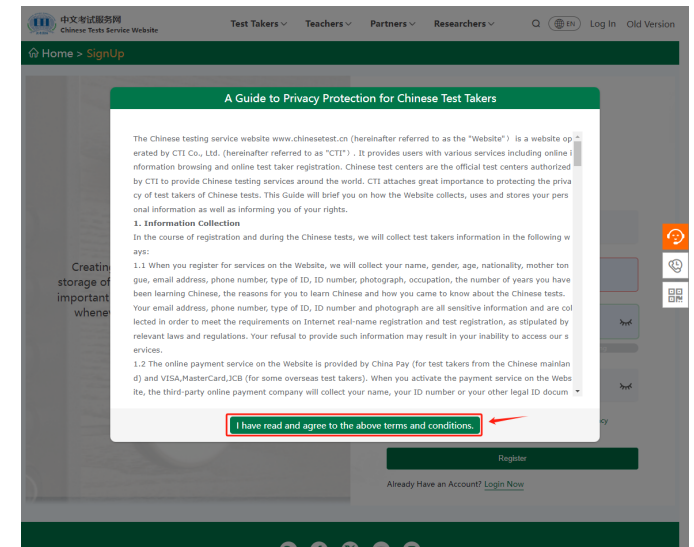 中文考试服务网
Chinese Tests Service Website
Test Takers
Teachers
Partners
Researchers
EN
Log In
Old Version
Home > SignUp
A Guide to Privacy Protection for Chinese Test Takers
The Chinese testing service website www.chinesetest.cn (hereinafter referred to as the "Website"） is a website op
erated by CTI Co., Ltd. (hereinafter referred to as "CTI"）. It provides users with various services including online i
nformation browsing and online test taker registration. Chinese test centers are the official test centers authorized
by CTI to provide Chinese testing services around the world. CTI attaches great importance to protecting the priva
cy of test takers of Chinese tests. This Guide will brief you on how the Website collects, uses and stores your pers
onal information as well as informing you of your rights.
1. Information Collection
In the course of registration and during the Chinese tests, we will collect test takers information in the following w
ays:
1.1 When you register for services on the Website, we will collect your name, gender, age, nationality, mother ton
gue, email address, phone number, type of ID, ID number, photograph, occupation, the number of years you have
been learning Chinese, the reasons for you to learn Chinese and how you came to know about the Chinese tests.
Your email address, phone number, type of ID, ID number and photograph are all sensitive information and are col
lected in order to meet the requirements on Internet real-name registration and test registration, as stipulated by
relevant laws and regulations. Your refusal to provide such information may result in your inability to access our s
ervices.
1.2 The online payment service on the Website is provided by China Pay (for test takers from the Chinese mainlan
d) and VISA,MasterCard,JCB (for some overseas test takers). When you activate the payment service on the Webs
ite, the third-party online payment company will collect your name, your ID number or your other legal ID docum
Creatin
storage of
important
whene
I have read and agree to the above terms and conditions.
cy
Register
Already Have an Account? Login Now